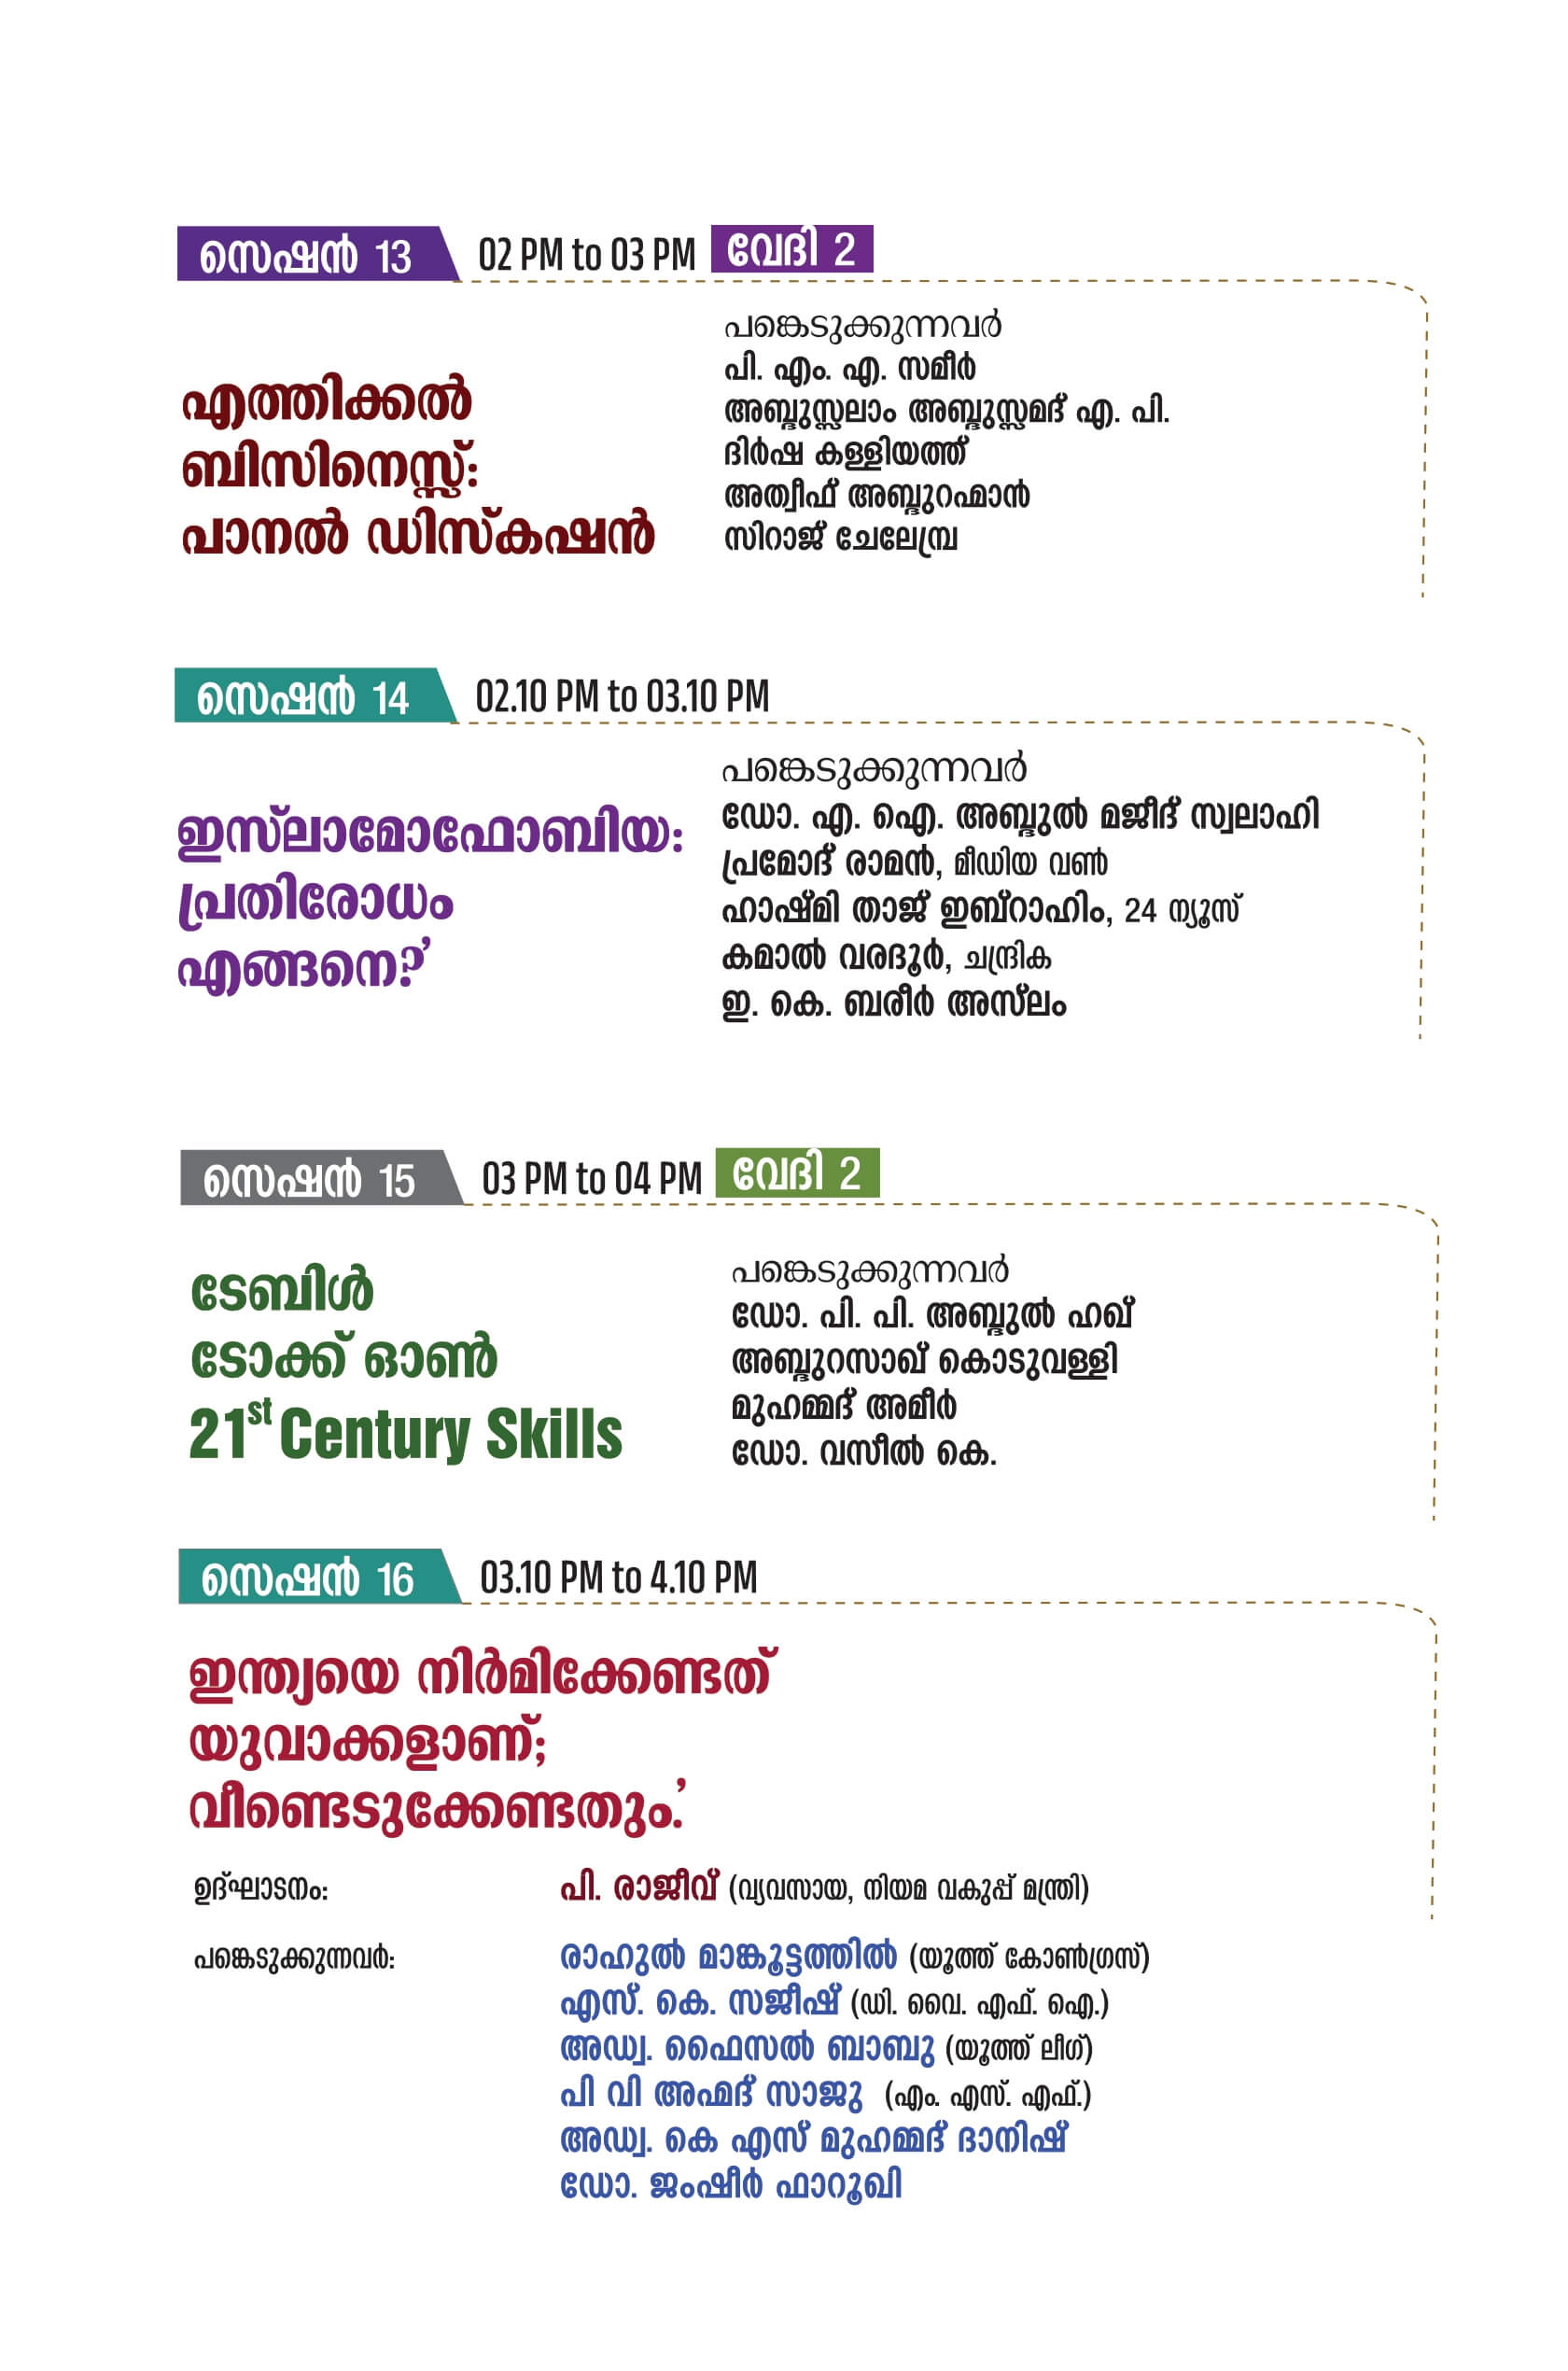 സെഷൻ 13 02 PM to 03 PM വേദി 2
എത്തിക്കൽ
ബിസിനെസ്സ്:
പാനൽ ഡിസ്കഷൻ
പങ്കെടുക്കുന്നവർ
പി. എം. എ. സമീർ
അബ്ദുസ്സലാം അബ്ദുസ്സമദ് എ. പി.
ദിർഷ കള്ളിയത്ത്
അത്വീഫ് അബ്ദുറഹ്മാൻ
സിറാജ് ചേലേമ്പ്ര
സെഷൻ 14 02.10 PM to 03.10 PM
ഇസ്‌ലാമോഫോബിയ:
പ്രതിരോധം
എങ്ങനെ?’
പങ്കെടുക്കുന്നവർ
ഡോ. എ. ഐ. അബ്ദുൽ മജീദ് സ്വലാഹി
പ്രമോദ് രാമൻ, മീഡിയ വൺ
ഹാഷ്മി താജ് ഇബ്റാഹിം, 24 ന്യൂസ്
കമാൽ വരദൂർ, ചന്ദ്രിക
ഇ. കെ. ബരീർ അസ്‌ലം
സെഷൻ 15 03 PM to 04 PM വേദി 2
ടേബിൾ
ടോക്ക് ഓൺ
21st Century Skills
പങ്കെടുക്കുന്നവർ
ഡോ. പി. പി. അബ്ദുൽ ഹഖ്
അബ്ദുറസാഖ് കൊടുവള്ളി
മുഹമ്മദ് അമീർ
ഡോ. വസീൽ കെ.
സെഷൻ 16 03.10 PM to 4.10 PM
ഇന്ത്യയെ നിർമിക്കേണ്ടത്
യുവാക്കളാണ്;
വീണ്ടെടുക്കേണ്ടതും.’
ഉദ്ഘാടനം: പി. രാജീവ് (വ്യവസായ, നിയമ വകുപ്പ് മന്ത്രി)
പങ്കെടുക്കുന്നവർ: രാഹുൽ മാങ്കൂട്ടത്തിൽ (യൂത്ത് കോൺഗ്രസ്)
എസ്. കെ. സജീഷ് (ഡി. വൈ. എഫ്. ഐ.)
അഡ്വ. ഫൈസൽ ബാബു (യൂത്ത് ലീഗ്)
പി വി അഹ്മദ് സാജു (എം. എസ്. എഫ്.)
അഡ്വ. കെ എസ് മുഹമ്മദ് ദാനിഷ്
ഡോ. ജംഷീർ ഫാറൂഖി